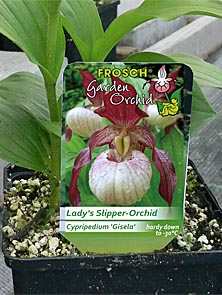 FROSCH®
Garden
Orchid
Lady's Slipper-Orchid
Cypripedium 'Gisela'
hardy down
to -30°C